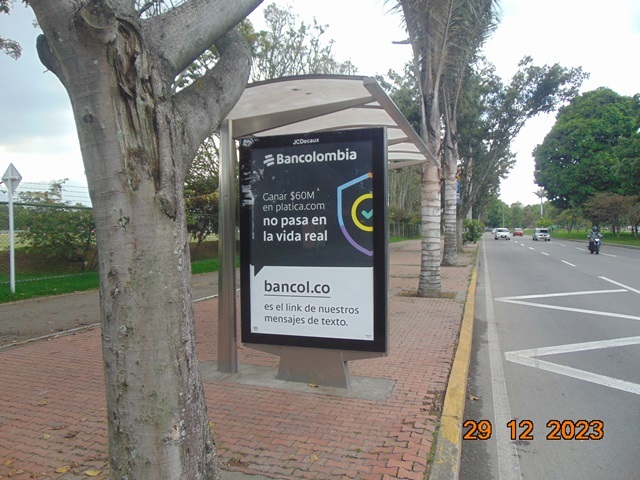 JCDecaux
Bancolombia
Ganar $60M*
en platica.com
no pasa en
la vida real
bancol.co
es el link de nuestros
mensajes de texto.
29 12 2023